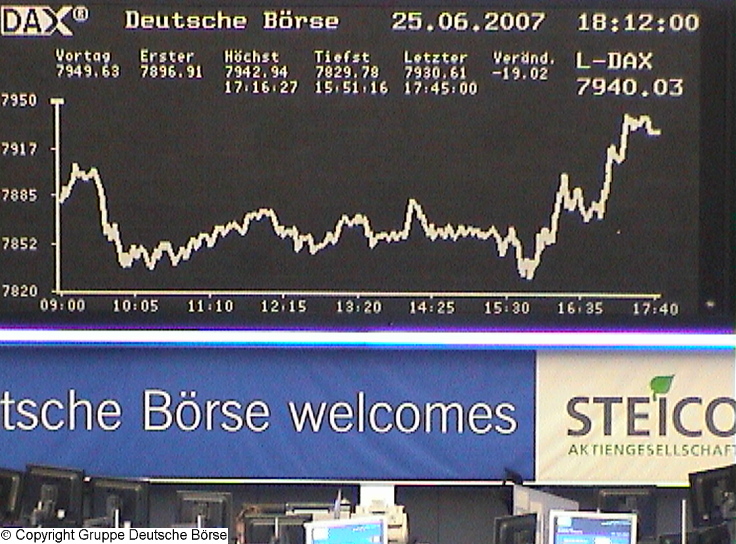 DAX® Deutsche Börse 25.06.2007 18:12:00
Vortag Erster Höchst Tiefst Letzter Veränd. L-DAX
7949.63 7896.91 7942.94 7829.78 7930.61 -19.02 7940.03
17:16:27 15:51:16 17:45:00
7950
7917
7885
7852
7820
09:00 10:05 11:10 12:15 13:20 14:25 15:30 16:35 17:40
tsche Börse welcomes
STEICO
AKTIENGESELLSCHAFT
© Copyright Gruppe Deutsche Börse